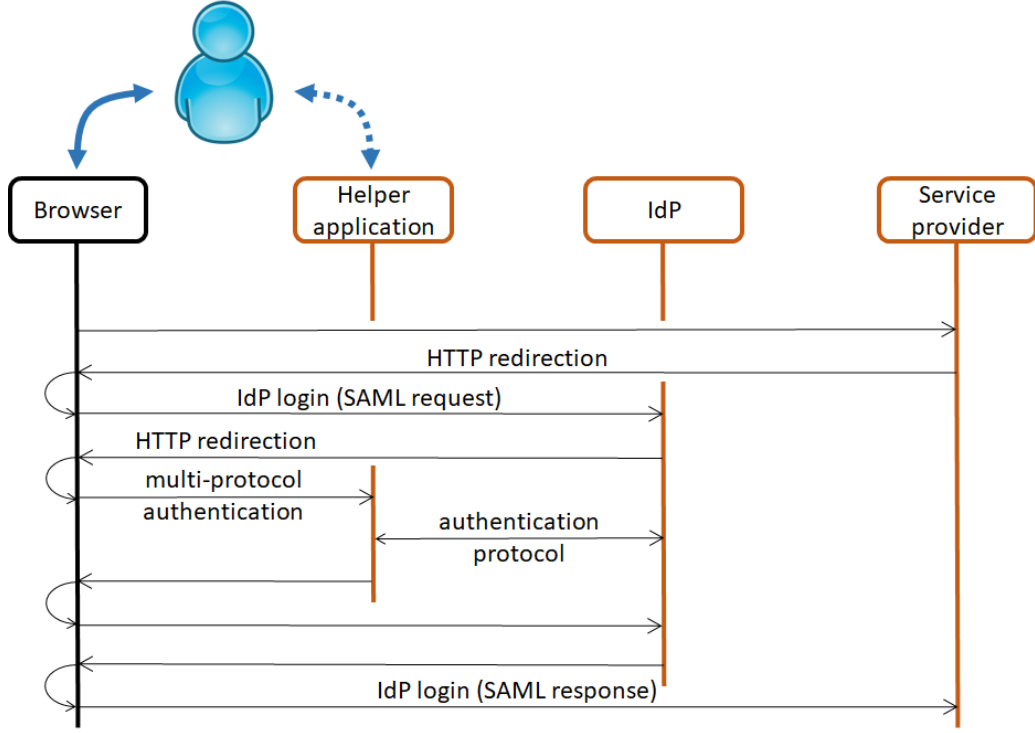 Browser
Helper
application
IdP
Service
provider
HTTP redirection
IdP login (SAML request)
HTTP redirection
multi-protocol
authentication
authentication
protocol
IdP login (SAML response)